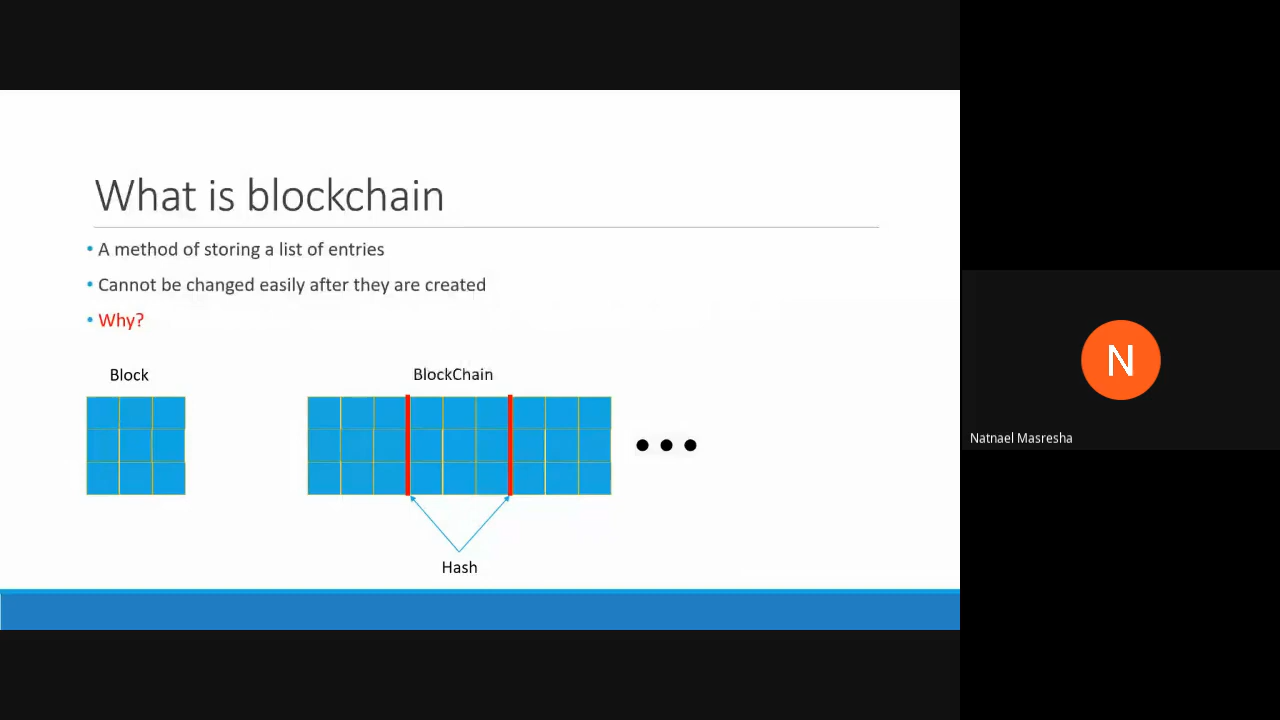 What is blockchain
• A method of storing a list of entries
• Cannot be changed easily after they are created
• Why?
Block
BlockChain
Hash
N
Natnael Masresha